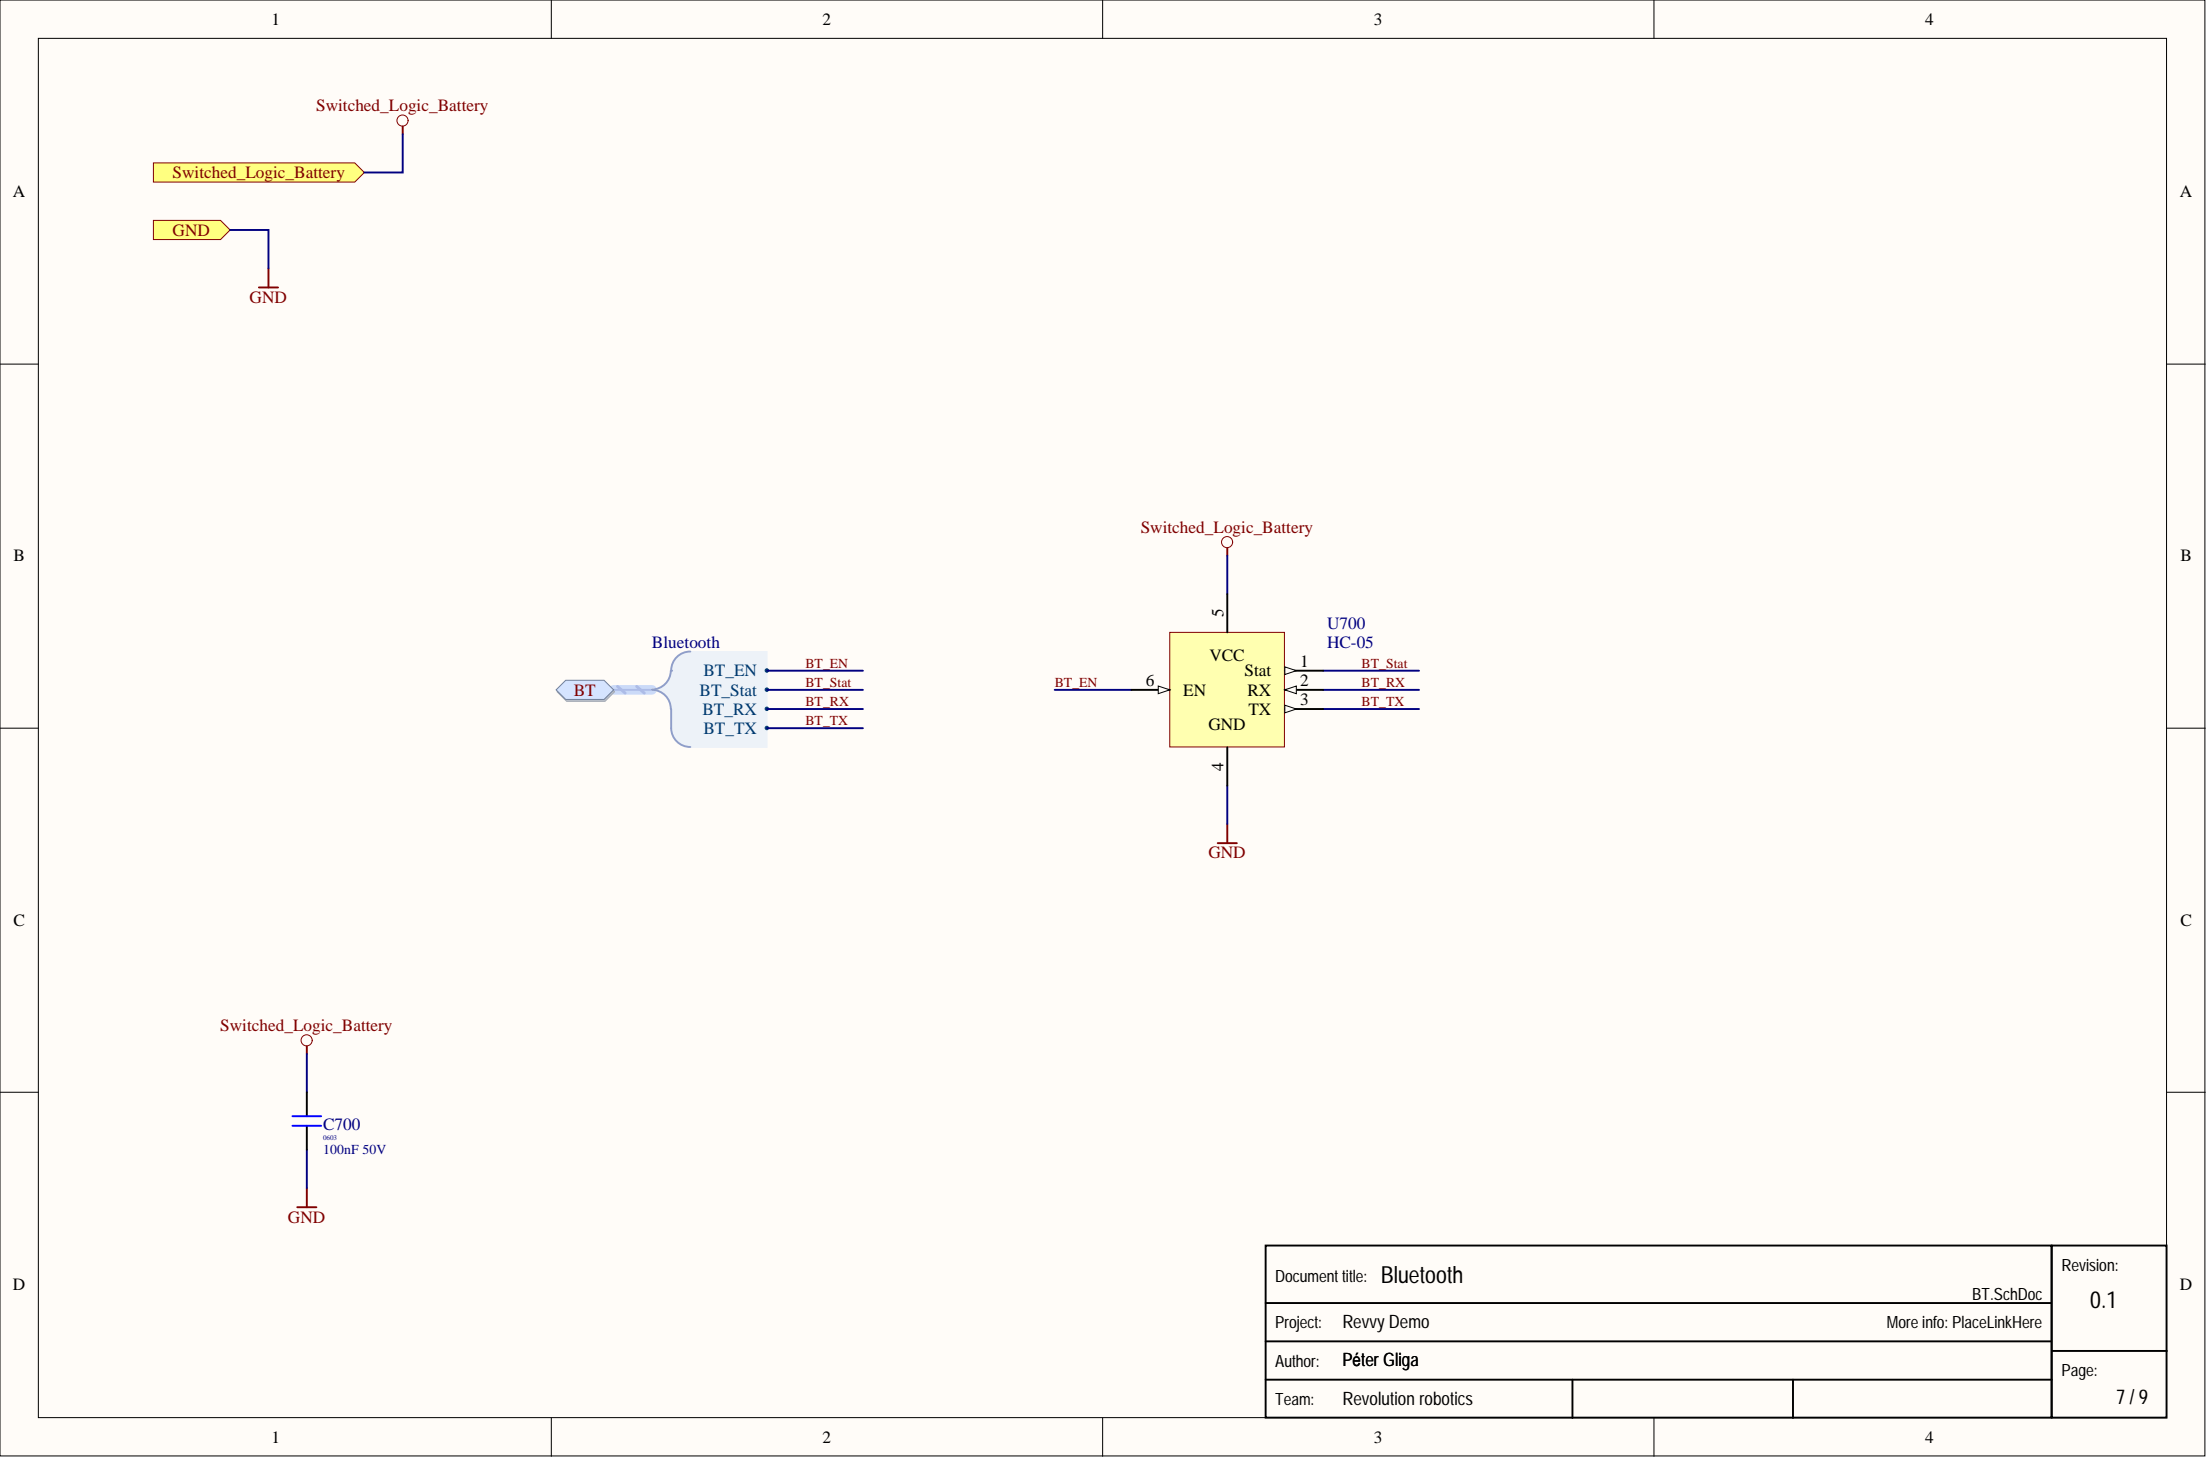 1 2 3 4
Switched_Logic_Battery
Switched_Logic_Battery
A A
GND
GND
Switched_Logic_Battery
B B
5
U700
HC-05
Bluetooth
VCC
BT_EN BT_EN
Stat 1 BT_Stat
BT BT_Stat BT_Stat
BT_EN 6 EN RX 2 BT_RX
BT_RX BT_RX
TX 3 BT_TX
BT_TX BT_TX
GND
4
GND
C C
Switched_Logic_Battery
C700
0603
100nF 50V
GND
Document title: Bluetooth
BT.SchDoc
Revision:
0.1
D D
Project: Revvy Demo More info: PlaceLinkHere
Author: Péter Gliga
Page:
7 / 9
Team: Revolution robotics
1 2 3 4